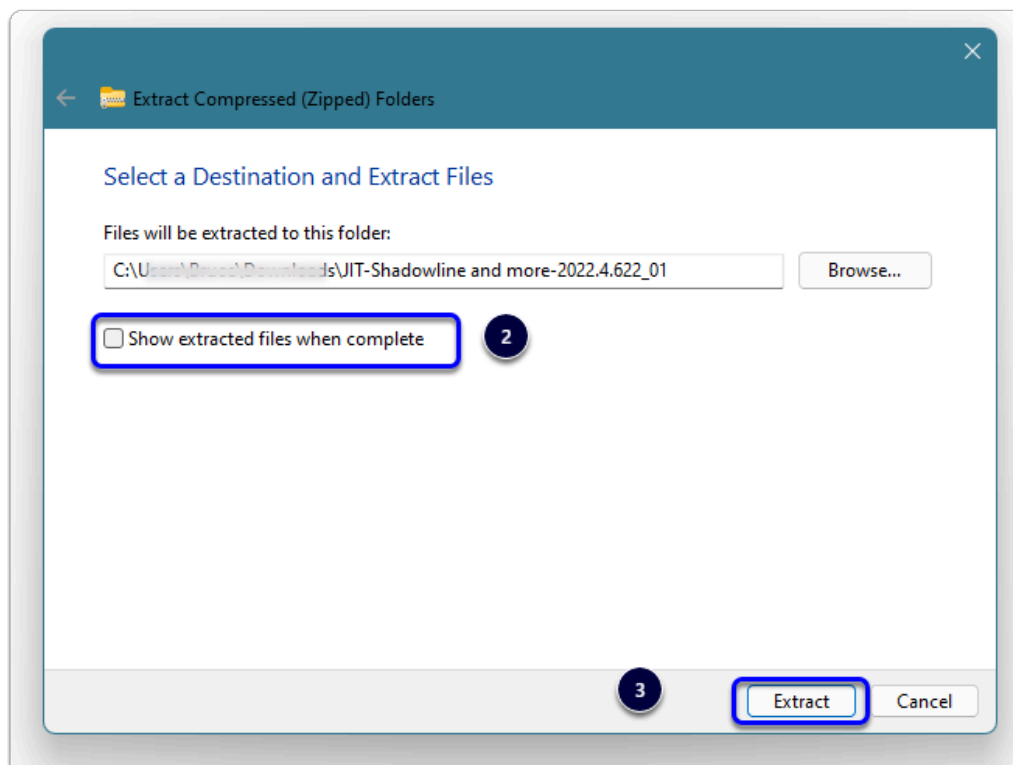 Extract Compressed (Zipped) Folders
Select a Destination and Extract Files
Files will be extracted to this folder:
C:\U ds\JIT-Shadowline and more-2022.4.622_01
Browse...
Show extracted files when complete
2
3
Extract
Cancel